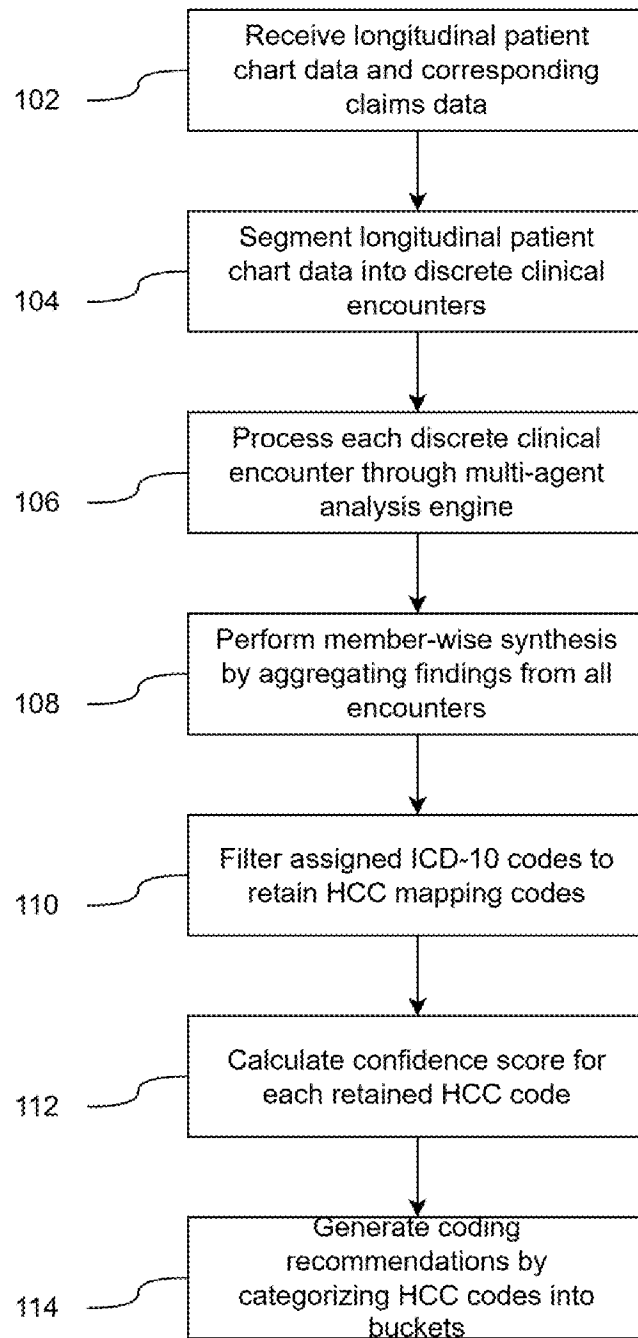 Receive longitudinal patient
chart data and corresponding
claims data
102
Segment longitudinal patient
chart data into discrete clinical
encounters
104
Process each discrete clinical
encounter through multi-agent
analysis engine
106
Perform member-wise synthesis
by aggregating findings from all
encounters
108
Filter assigned ICD-10 codes to
retain HCC mapping codes
110
Calculate confidence score for
each retained HCC code
112
Generate coding
recommendations by
categorizing HCC codes into
buckets
114